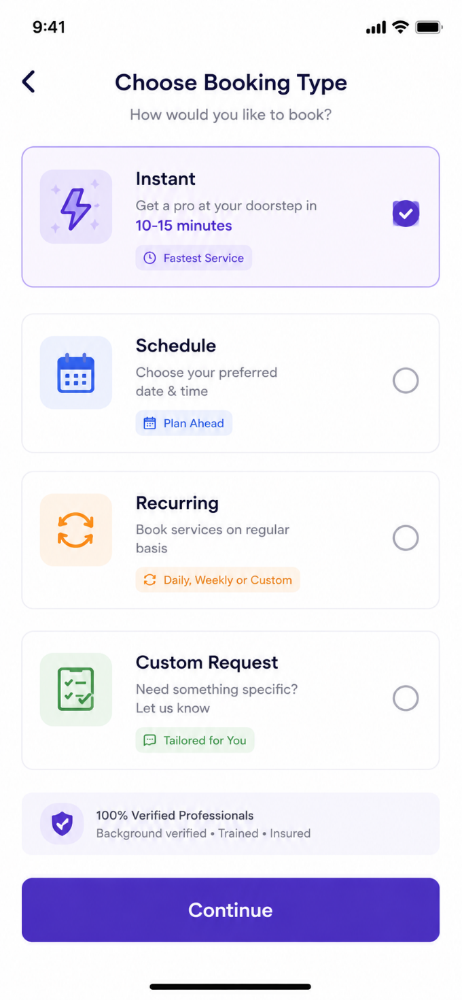 9:41
Choose Booking Type
How would you like to book?
Instant
Get a pro at your doorstep in
10-15 minutes
Fastest Service
Schedule
Choose your preferred
date & time
Plan Ahead
Recurring
Book services on regular
basis
Daily, Weekly or Custom
Custom Request
Need something specific?
Let us know
Tailored for You
100% Verified Professionals
Background verified • Trained • Insured
Continue